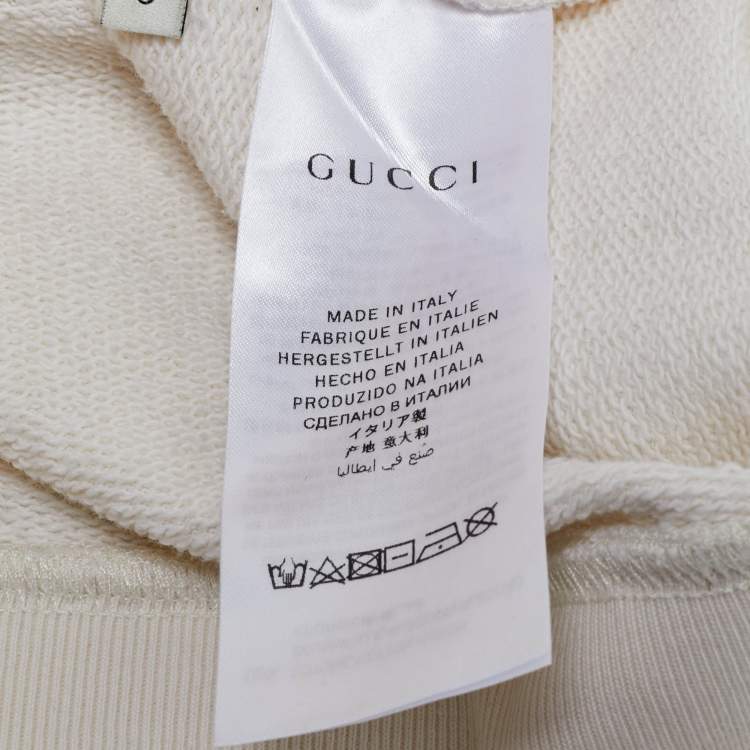 GUCCI
MADE IN ITALY
FABRIQUE EN ITALIE
HERGESTELLT IN ITALIEN
HECHO EN ITALIA
PRODUZIDO NA ITALIA
СДЕЛАНО В ИТАЛИИ
イタリア製
产地 意大利
صنع في ايطاليا